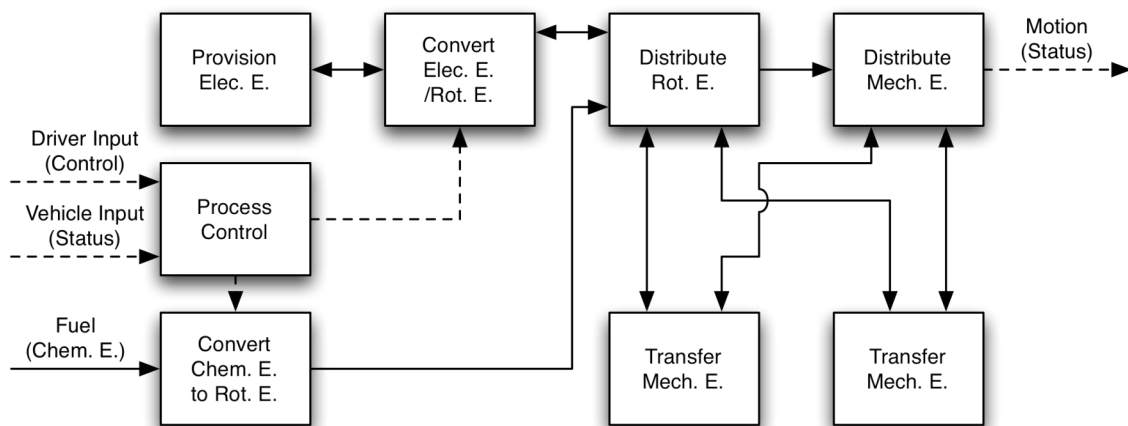 Provision
Elec. E.
Convert
Elec. E.
/Rot. E.
Distribute
Rot. E.
Distribute
Mech. E.
Motion
(Status)
Driver Input
(Control)
Vehicle Input
(Status)
Process
Control
Fuel
(Chem. E.)
Convert
Chem. E.
to Rot. E.
Transfer
Mech. E.
Transfer
Mech. E.